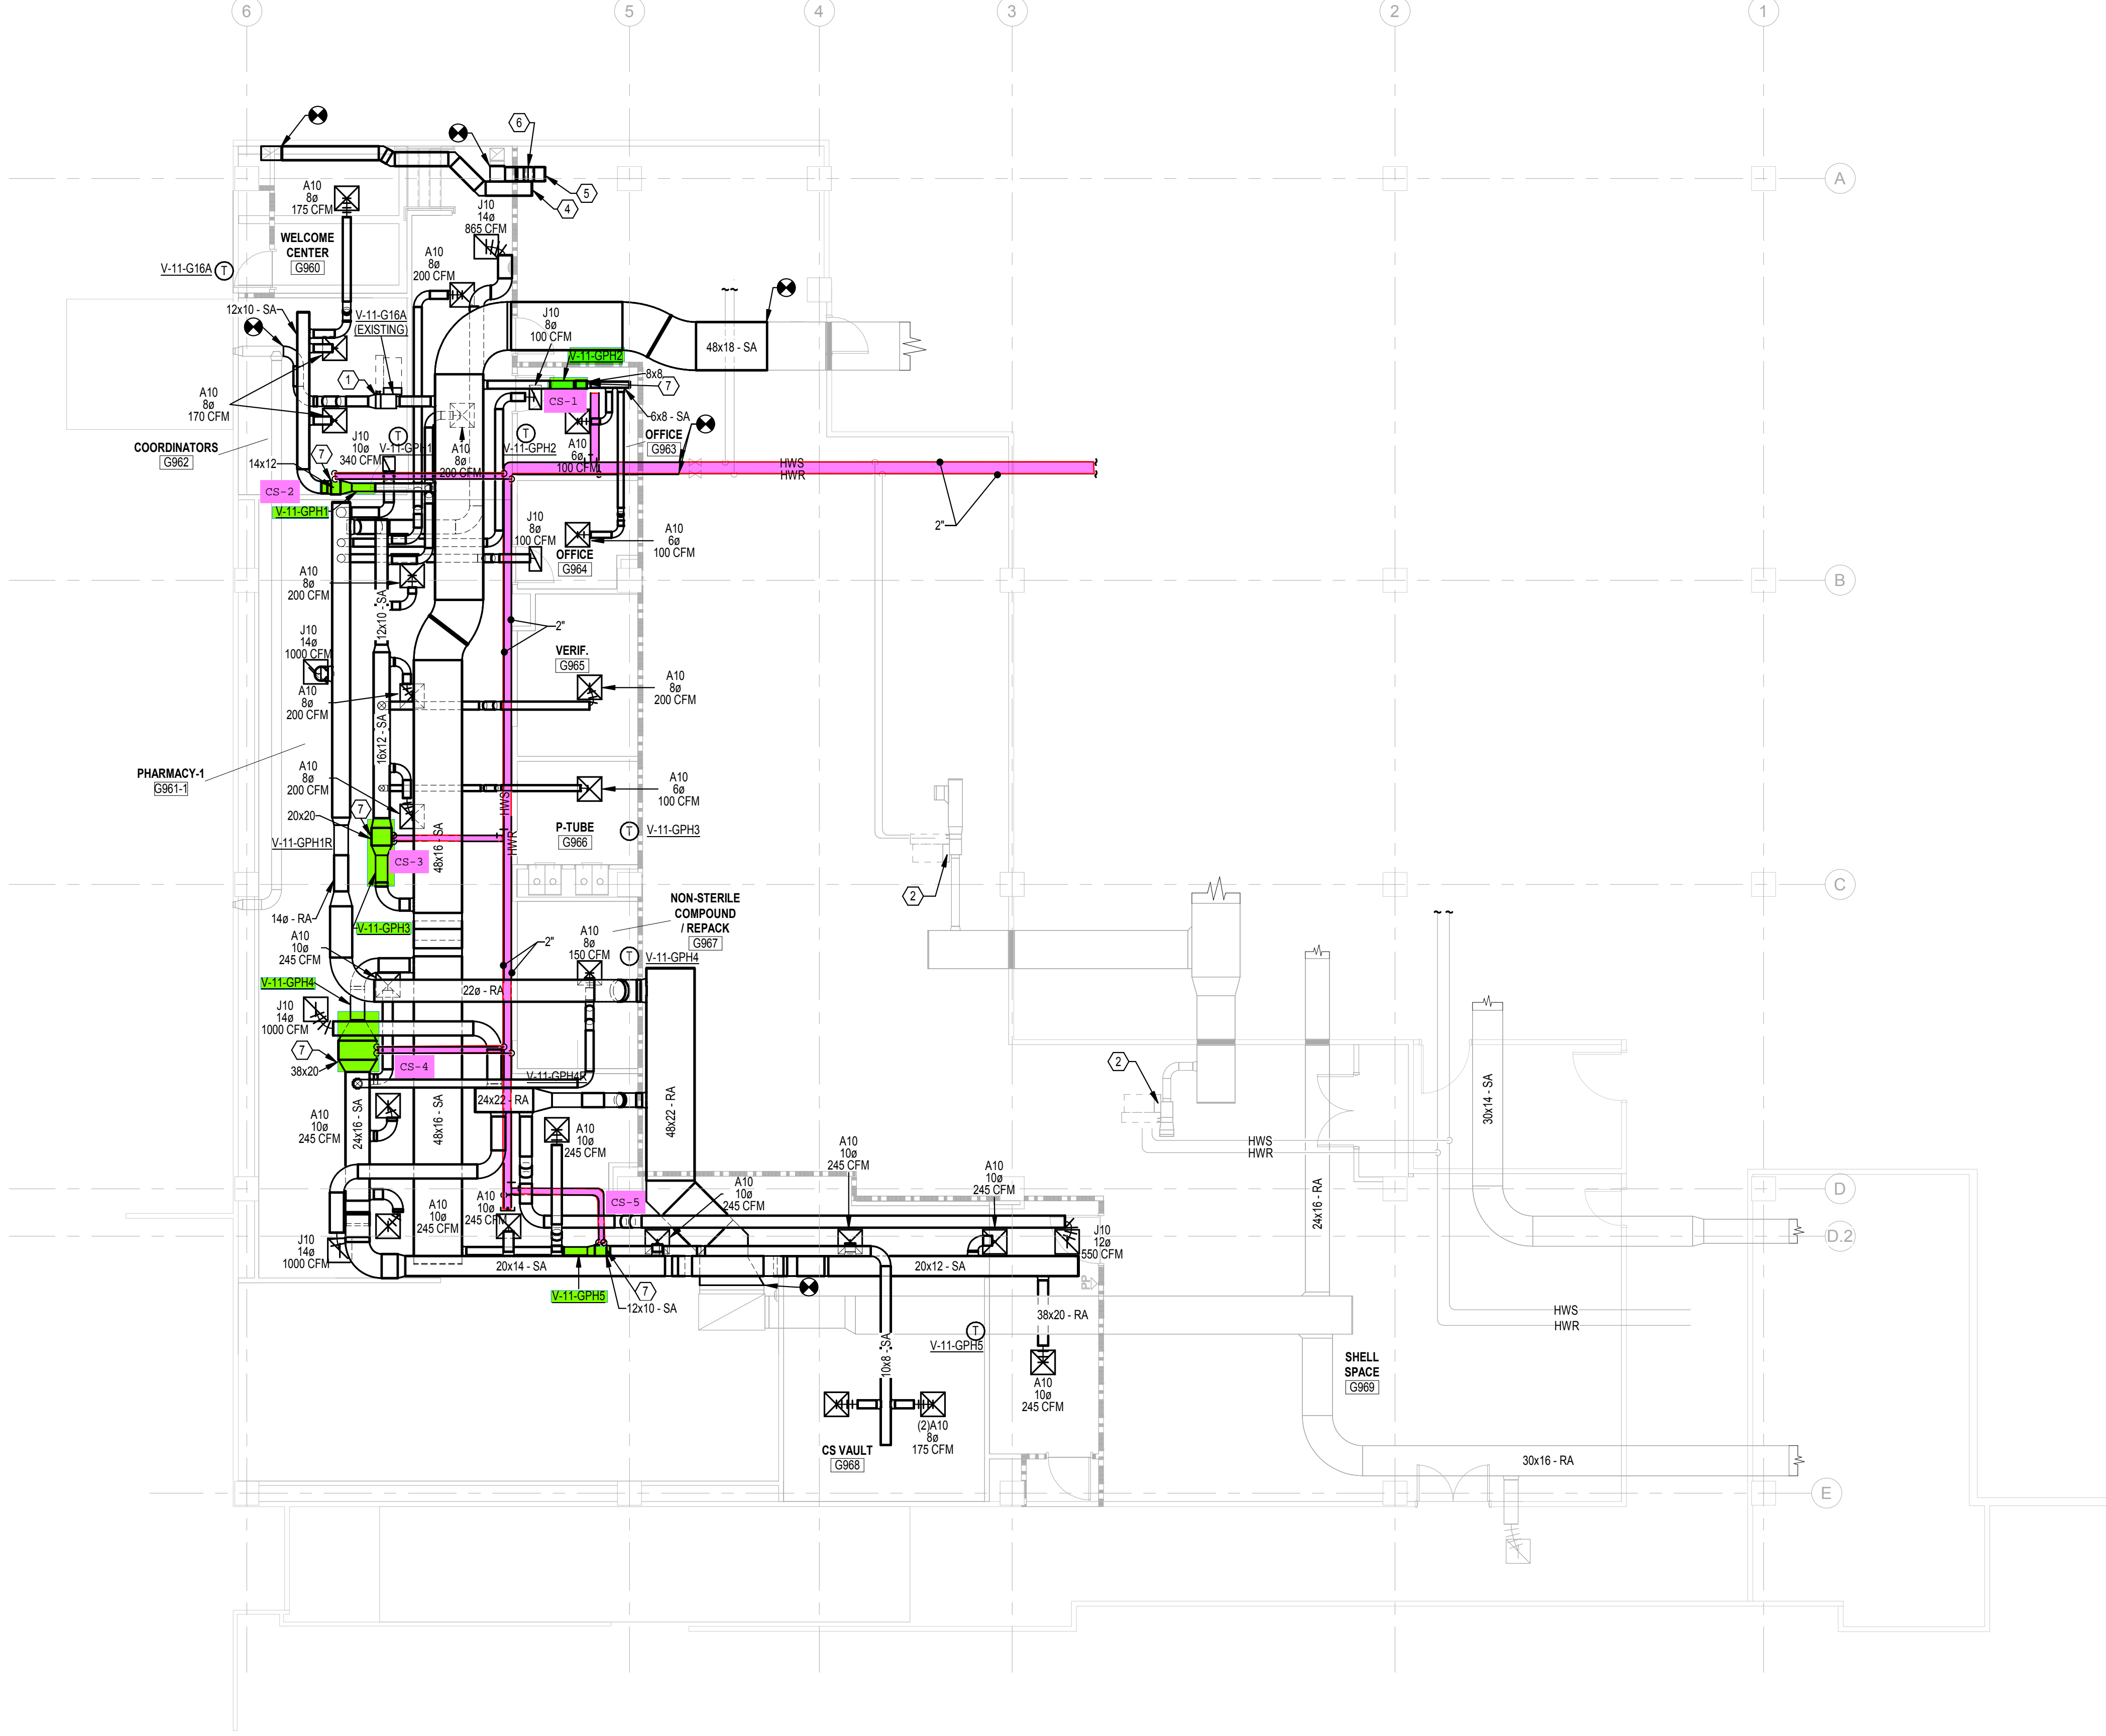 6
5
4
3
2
1
6
5
4
A
A10
8ø
175 CFM
J10
14ø
865 CFM
WELCOME
CENTER
G960
V-11-G16A
T
A10
8ø
200 CFM
12x10 - SA
V-11-G16A
(EXISTING)
J10
8ø
100 CFM
48x18 - SA
V-11-GPH2
8x8
7
1
CS-1
A10
8ø
170 CFM
6x8 - SA
OFFICE
G963
COORDINATORS
G962
J10
10ø
340 CFM
T
V-11-GPH1
A10
8ø
200 CFM
T
V-11-GPH2
A10
6ø
100 CFM
7
14x12
HWS
HWR
CS-2
V-11-GPH1
2"
J10
8ø
100 CFM
A10
6ø
100 CFM
OFFICE
G964
B
A10
8ø
200 CFM
12x10 - SA
J10
14ø
1000 CFM
2"
VERIF.
G965
A10
8ø
200 CFM
A10
8ø
200 CFM
16x12 - SA
PHARMACY-1
G961-1
A10
8ø
200 CFM
A10
6ø
100 CFM
HWS
HWR
20x20
7
V-11-GPH1R
CS-3
48x16 - SA
P-TUBE
G966
T
V-11-GPH3
2
C
NON-STERILE
COMPOUND
/ REPACK
G967
14ø - RA
V-11-GPH3
A10
10ø
245 CFM
2"
A10
8ø
150 CFM
T
V-11-GPH4
V-11-GPH4
22ø - RA
J10
14ø
1000 CFM
7
38x20
CS-4
V-11-GPH4R
24x22 - RA
2
A10
10ø
245 CFM
24x16 - SA
48x16 - SA
48x22 - RA
30x14 - SA
A10
10ø
245 CFM
A10
10ø
245 CFM
HWS
HWR
A10
10ø
245 CFM
A10
10ø
245 CFM
CS-5
A10
10ø
245 CFM
A10
10ø
245 CFM
24x16 - RA
D
D.2
J10
14ø
1000 CFM
J10
12ø
550 CFM
20x14 - SA
20x12 - SA
V-11-GPH5
7
12x10 - SA
38x20 - RA
HWS
HWR
T
V-11-GPH5
10x8 - SA
SHELL
SPACE
G969
A10
10ø
245 CFM
(2)A10
8ø
175 CFM
CS VAULT
G968
30x16 - RA
E